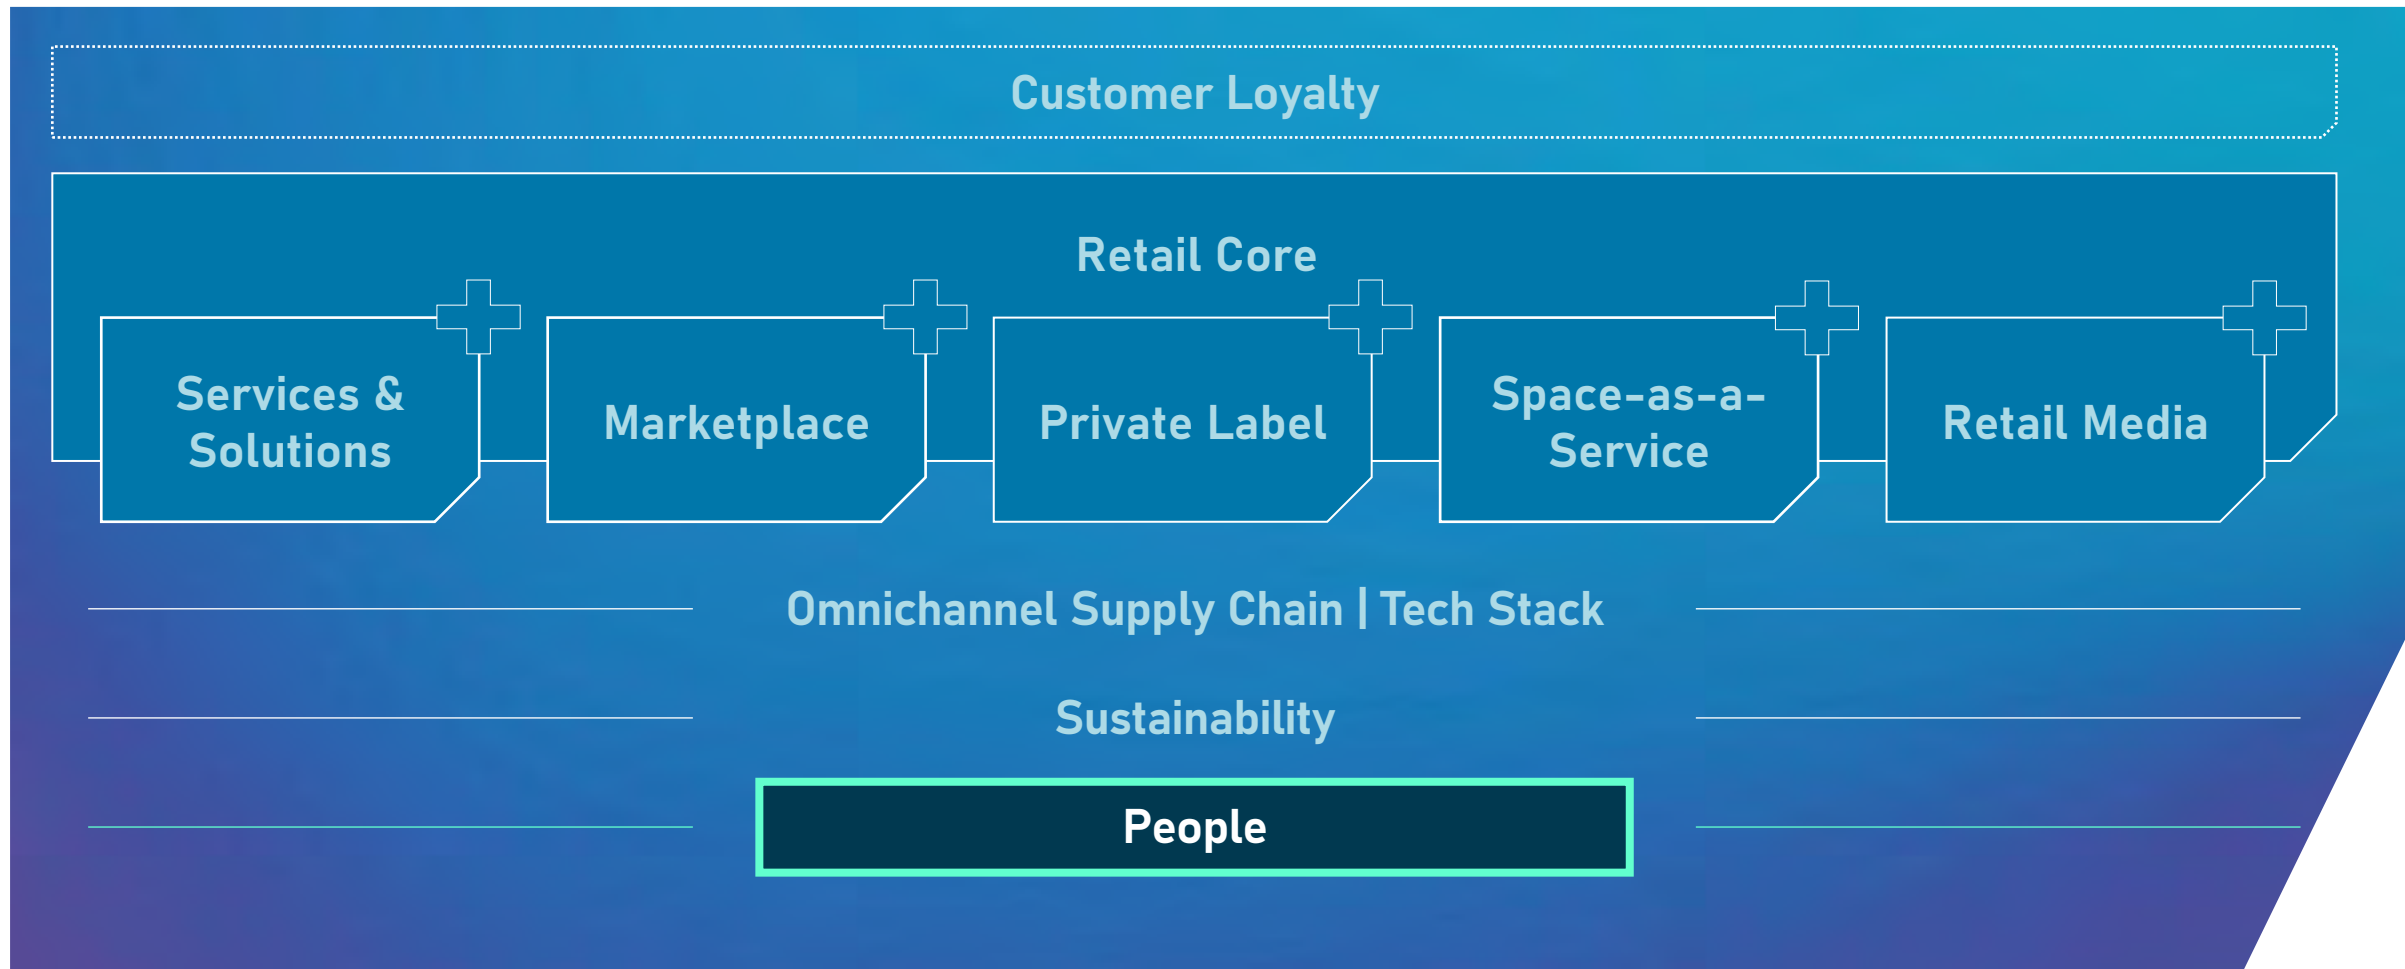 Customer Loyalty
Retail Core
Services &
Solutions
Marketplace
Private Label
Space-as-a-
Service
Retail Media
Omnichannel Supply Chain | Tech Stack
Sustainability
People